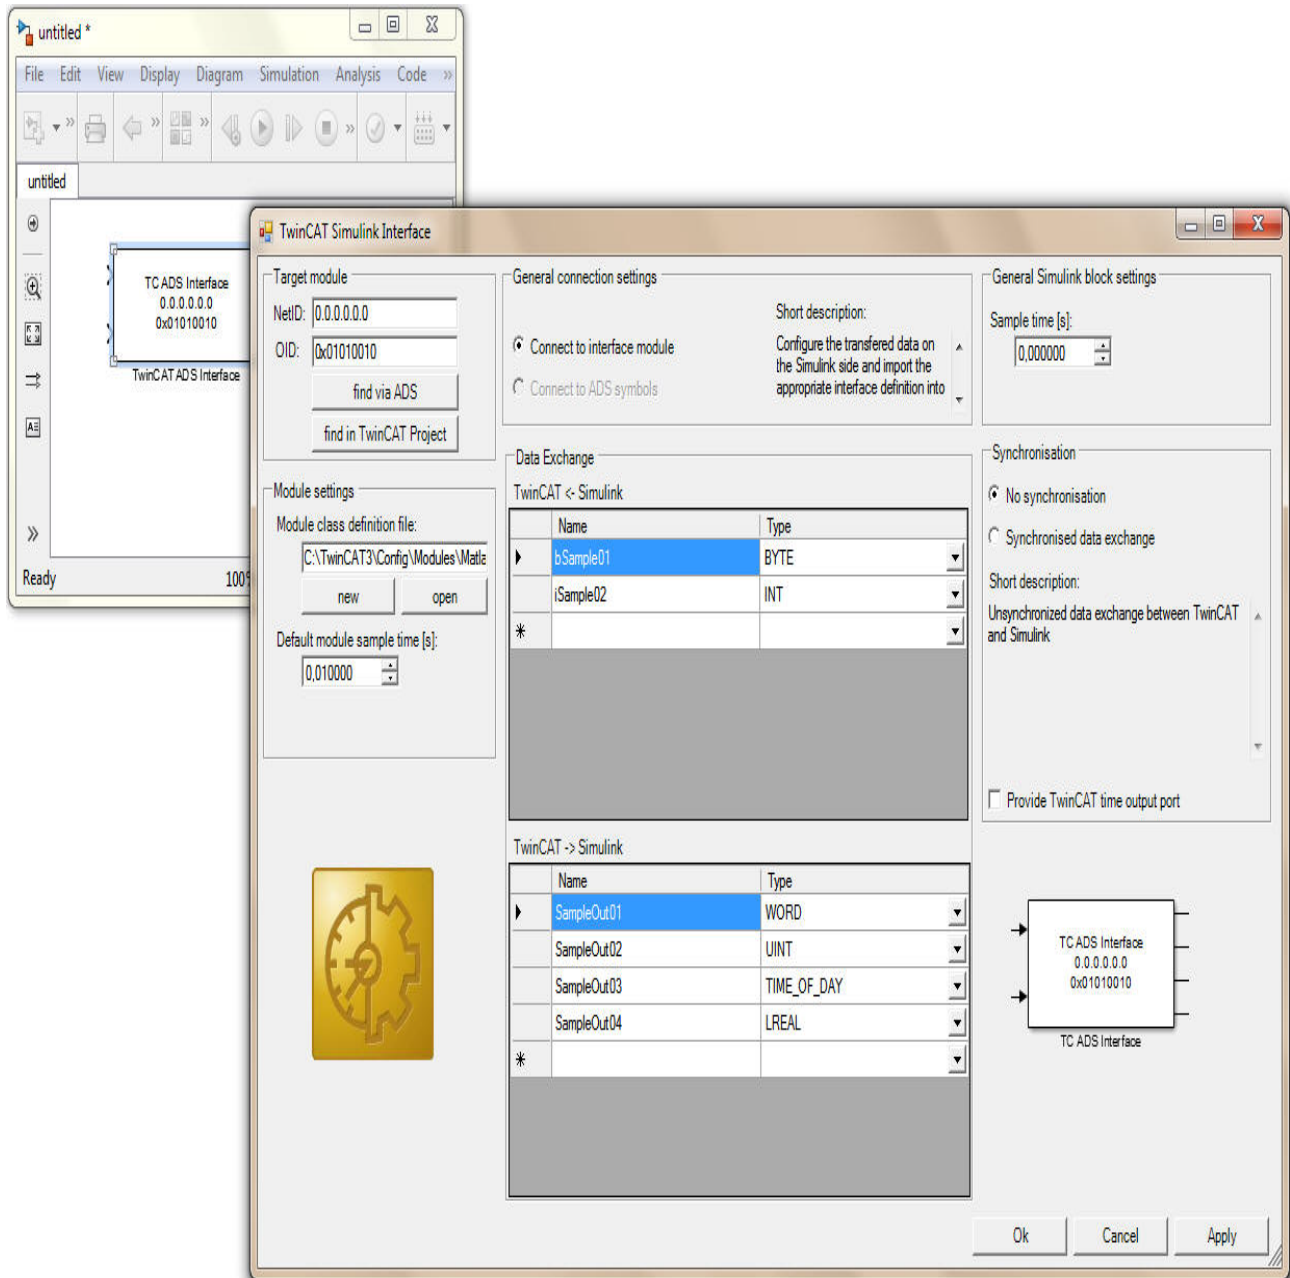 untitled *
File Edit View Display Diagram Simulation Analysis Code »
untitled
TC ADS Interface
0.0.0.0.0.0
0x01010010
TwinCAT ADS Interface
Ready 100%
TwinCAT Simulink Interface
Target module
NetID: 0.0.0.0.0.0
OID: 0x01010010
find via ADS
find in TwinCAT Project
Module settings
Module class definition file:
C:\TwinCAT3\Config\Modules\Matla
new open
Default module sample time [s]:
0,010000
General connection settings
Connect to interface module
Connect to ADS symbols
Short description:
Configure the transfered data on
the Simulink side and import the
appropriate interface definition into
Data Exchange
TwinCAT <- Simulink
Name Type
bSample01 BYTE
iSample02 INT
*
TwinCAT -> Simulink
Name Type
SampleOut01 WORD
SampleOut02 UINT
SampleOut03 TIME_OF_DAY
SampleOut04 LREAL
*
General Simulink block settings
Sample time [s]:
0,000000
Synchronisation
No synchronisation
Synchronised data exchange
Short description:
Unsynchronized data exchange between TwinCAT
and Simulink
Provide TwinCAT time output port
TC ADS Interface
0.0.0.0.0.0
0x01010010
TC ADS Interface
Ok Cancel Apply